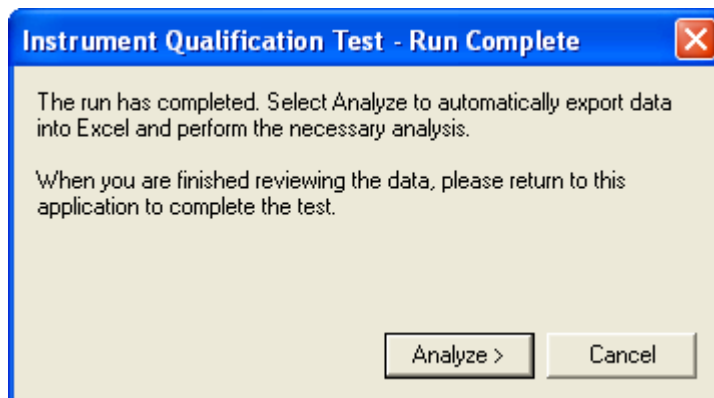 Instrument Qualification Test - Run Complete
The run has completed. Select Analyze to automatically export data
into Excel and perform the necessary analysis.
When you are finished reviewing the data, please return to this
application to complete the test.
Analyze >
Cancel